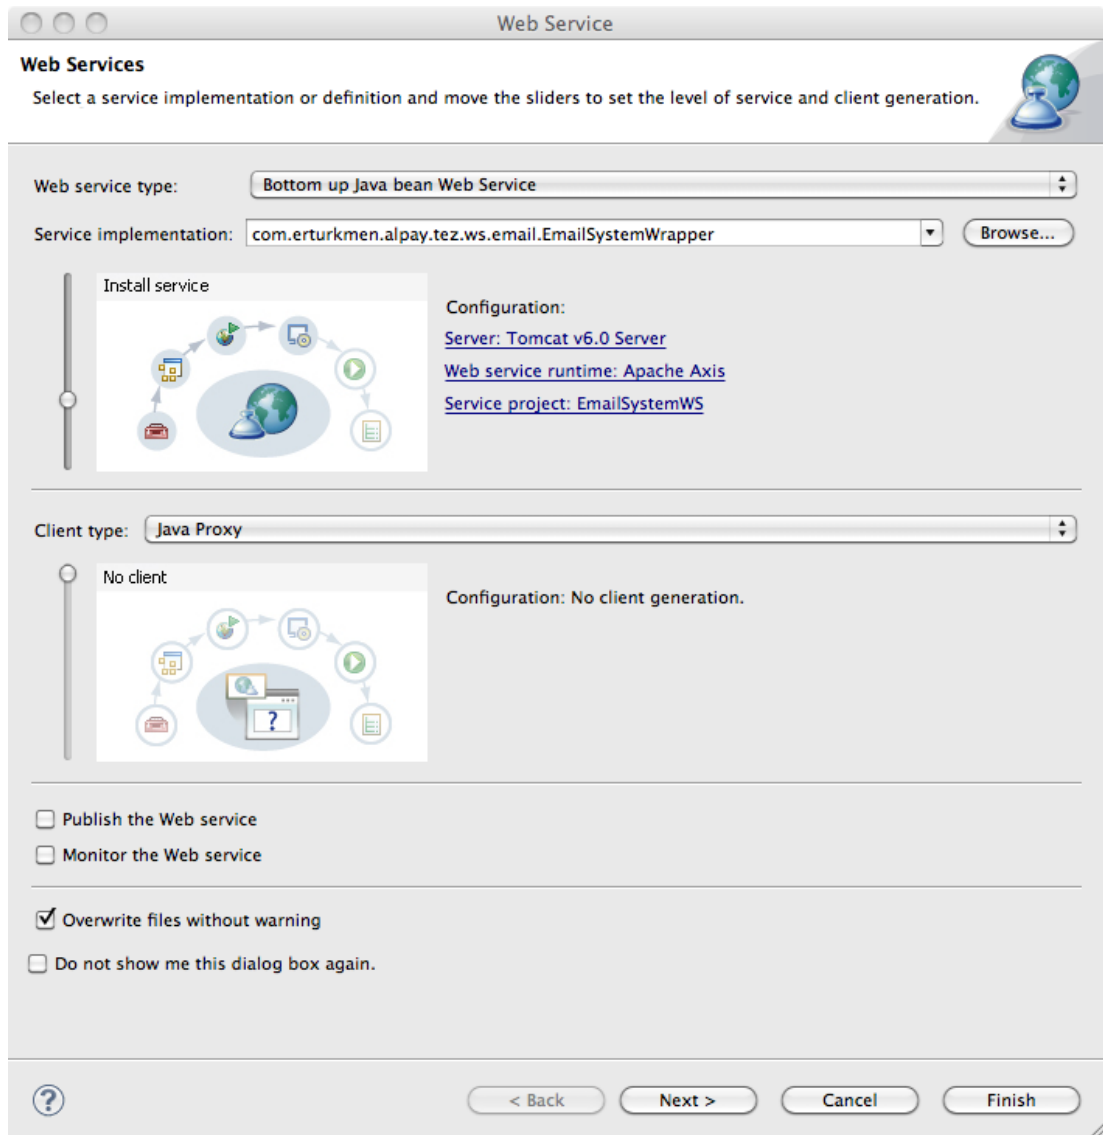 Web Service
Web Services
Select a service implementation or definition and move the sliders to set the level of service and client generation.
Web service type:
Bottom up Java bean Web Service
Service implementation:
com.erturkmen.alpay.tez.ws.email.EmailSystemWrapper
Browse...
Install service
Configuration:
Server: Tomcat v6.0 Server
Web service runtime: Apache Axis
Service project: EmailSystemWS
Client type:
Java Proxy
No client
Configuration: No client generation.
?
Publish the Web service
Monitor the Web service
Overwrite files without warning
Do not show me this dialog box again.
?
< Back
Next >
Cancel
Finish